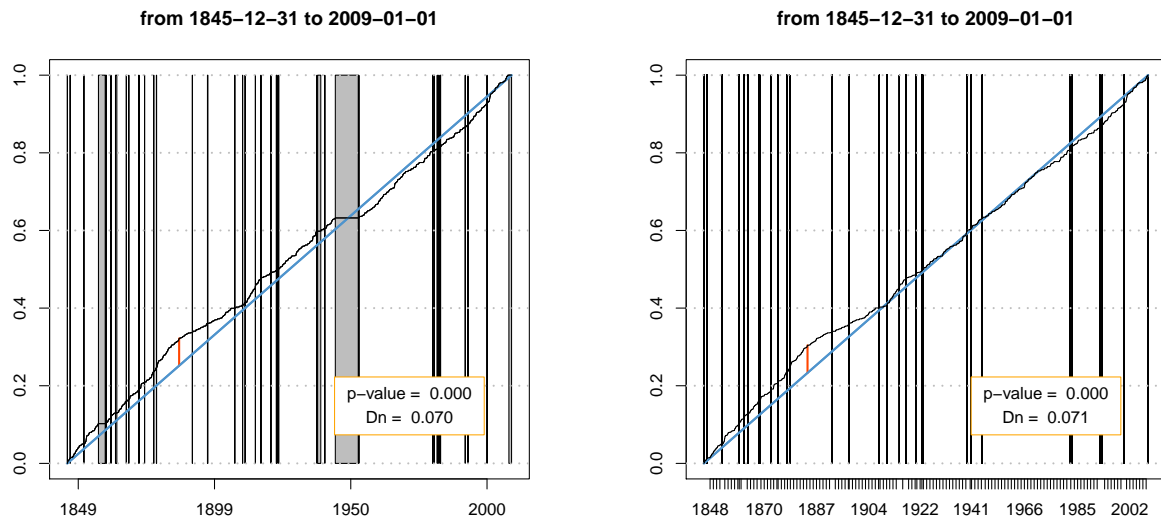 from 1845−12−31 to 2009−01−01
1.0
0.8
0.6
0.4
0.2
0.0
p−value = 0.000
Dn = 0.070
1849 1899 1950 2000
from 1845−12−31 to 2009−01−01
1.0
0.8
0.6
0.4
0.2
0.0
p−value = 0.000
Dn = 0.071
1848 1870 1887 1904 1922 1944 1966 1985 2002